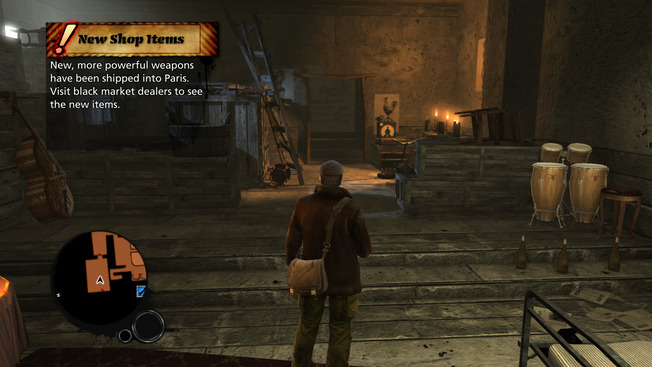 New Shop Items
New, more powerful weapons
have been shipped into Paris.
Visit black market dealers to see
the new items.